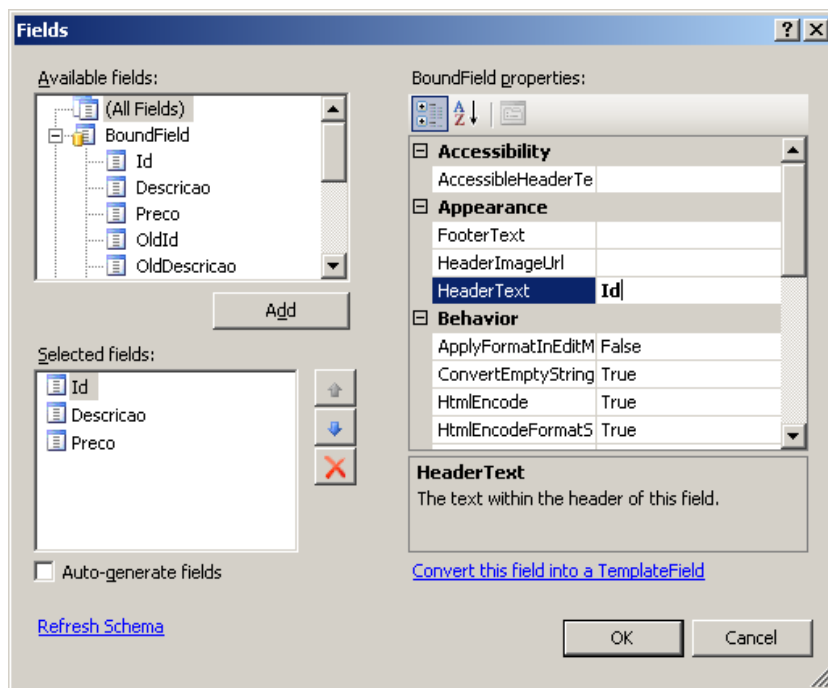 Fields
Available fields:
(All Fields)
BoundField
Id
Descricao
Preco
OldId
OldDescricao
Add
Selected fields:
Id
Descricao
Preco
Auto-generate fields
Refresh Schema
BoundField properties:
Accessibility
AccessibleHeaderTe
Appearance
FooterText
HeaderImageUrl
HeaderText Id
Behavior
ApplyFormatInEditM False
ConvertEmptyString True
HtmlEncode True
HtmlEncodeFormatS True
HeaderText
The text within the header of this field.
Convert this field into a TemplateField
OK Cancel